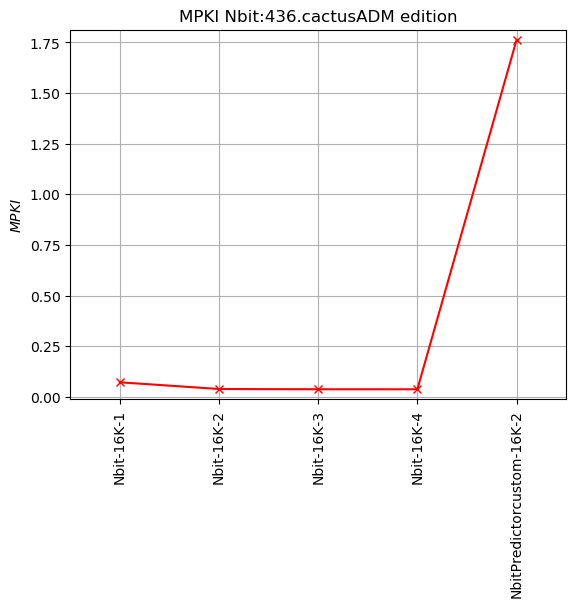 MPKI Nbit:436.cactusADM edition
1.75
1.50
1.25
1.00
0.75
0.50
0.25
0.00
MPKI
Nbit-16K-1
Nbit-16K-2
Nbit-16K-3
Nbit-16K-4
NbitPredictorcustom-16K-2